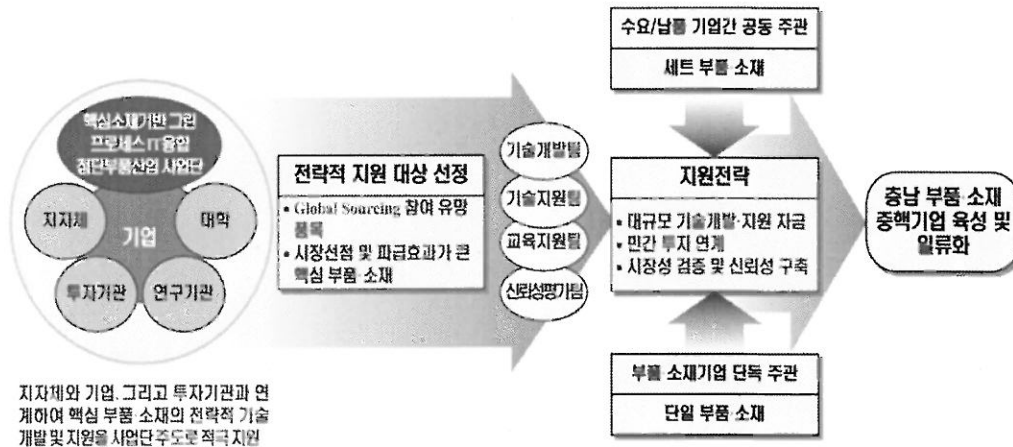 수요/납품 기업간 공동 주관
세트 부품·소재
핵심소재기반 그린
프로세스 IT융합
첨단부품산업 사업단
지자체
대학
기업
투자기관
연구기관
전략적 지원 대상 선정
• Global Sourcing 참여 유망
품목
• 시장선점 및 파급효과가 큰
핵심 부품·소재
기술개발팀
기술지원팀
교육지원팀
신뢰성평가팀
지원전략
• 대규모 기술개발·지원 자금
• 민간 투자 연계
• 시장성 검증 및 신뢰성 구축
충남 부품·소재
중핵기업 육성 및
일류화
부품·소재기업 단독 주관
단일 부품·소재
지자체와 기업, 그리고 투자기관과 연
계하여 핵심 부품·소재의 전략적 기술
개발 및 지원을 사업단 주도로 적극 지원